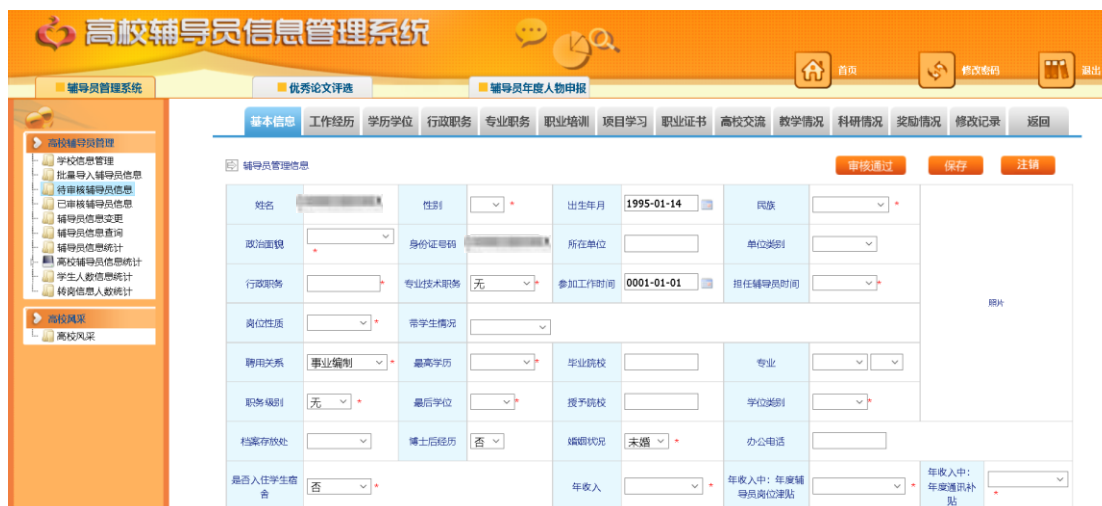 高校辅导员信息管理系统
首页 修改密码 退出
辅导员管理系统 优秀论文评选 辅导员年度人物申报
基本信息 工作经历 学历学位 行政职务 专业职务 职业培训 项目学习 职业证书 高校交流 教学情况 科研情况 奖励情况 修改记录 返回
高校辅导员管理
学校信息管理
批量导入辅导员信息
待审核辅导员信息
已审核辅导员信息
辅导员信息变更
辅导员信息查询
辅导员信息统计
高校辅导员信息统计
学生人数信息统计
转岗信息人数统计
高校风采
高校风采
辅导员管理信息 审核通过 保存 注销
姓名 性别 * 出生年月 1995-01-14 民族 *
政治面貌 * 身份证号码 所在单位 单位类别
行政职务 * 专业技术职务 无 * 参加工作时间 0001-01-01 担任辅导员时间 *
照片
岗位性质 * 带学生情况
聘用关系 事业编制 * 最高学历 * 毕业院校 专业
职务级别 无 * 最后学位 * 授予院校 学位类别 *
档案存放处 博士后经历 否 婚姻状况 未婚 * 办公电话
是否入住学生宿
舍 否 * 年收入 * 年收入中：年度辅
导员岗位津贴 * 年收入中：
年度通讯补
贴 *